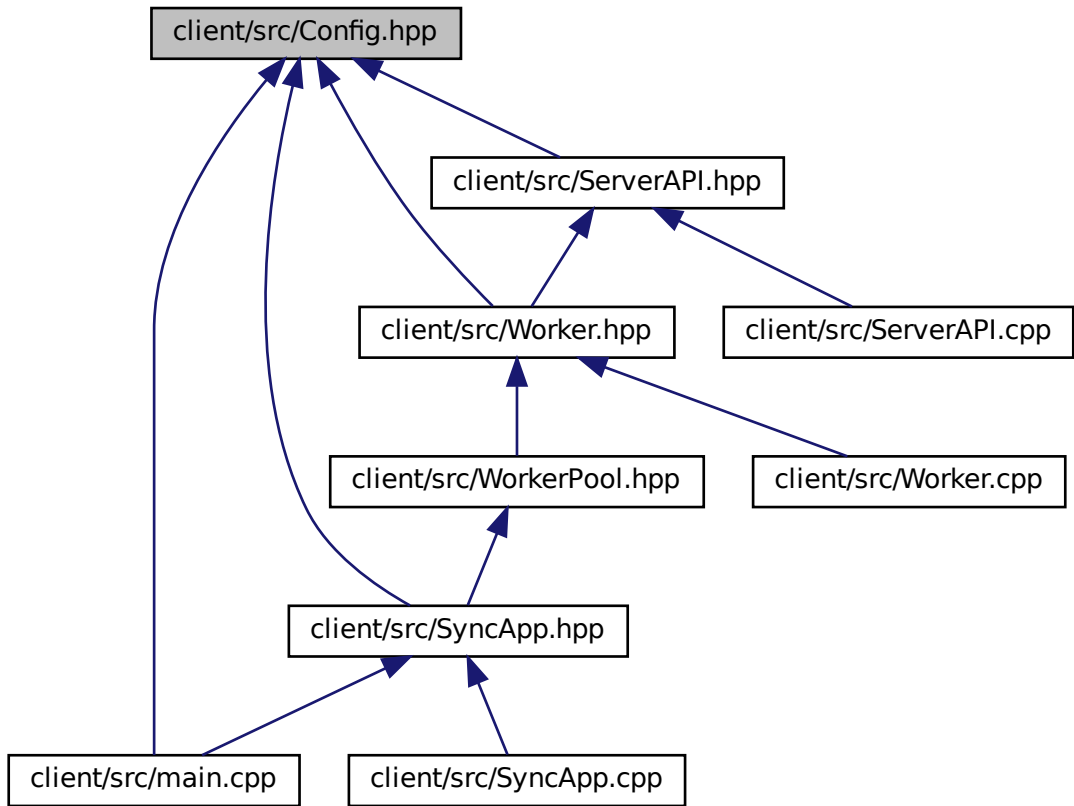 client/src/Config.hpp
client/src/ServerAPI.hpp
client/src/Worker.hpp
client/src/ServerAPI.cpp
client/src/WorkerPool.hpp
client/src/Worker.cpp
client/src/SyncApp.hpp
client/src/main.cpp
client/src/SyncApp.cpp